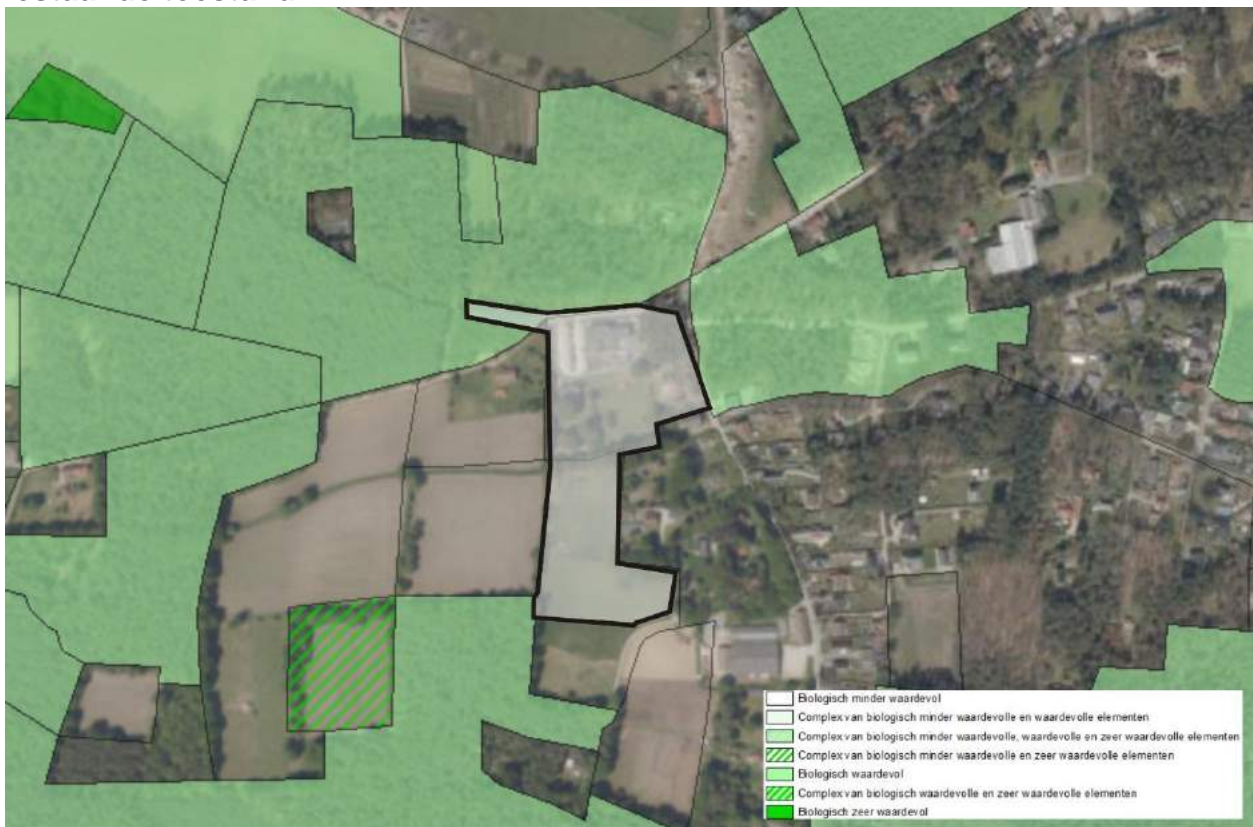 Biologisch minder waardevol
Complex van biologisch minder waardevolle en waardevolle elementen
Complex van biologisch minder waardevolle, waardevolle en zeer waardevolle elementen
Complex van biologisch minder waardevolle en zeer waardevolle elementen
Biologisch waardevol
Complex van biologisch waardevolle en zeer waardevolle elementen
Biologisch zeer waardevol